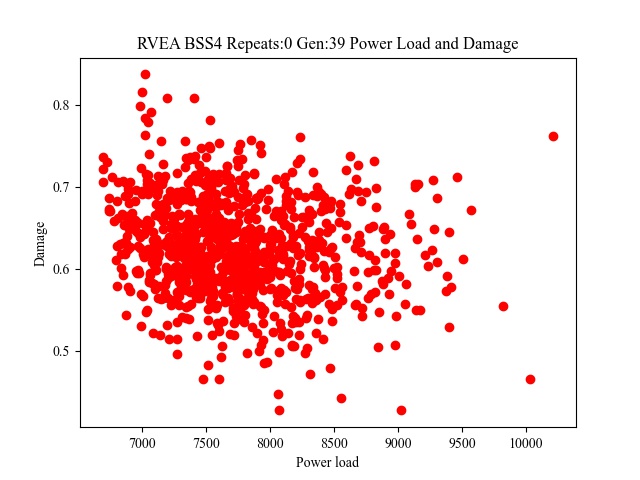 RVEA BSS4 Repeats:0 Gen:39 Power Load and Damage
0.8
0.7
0.6
0.5
Damage
7000 7500 8000 8500 9000 9500 10000
Power load